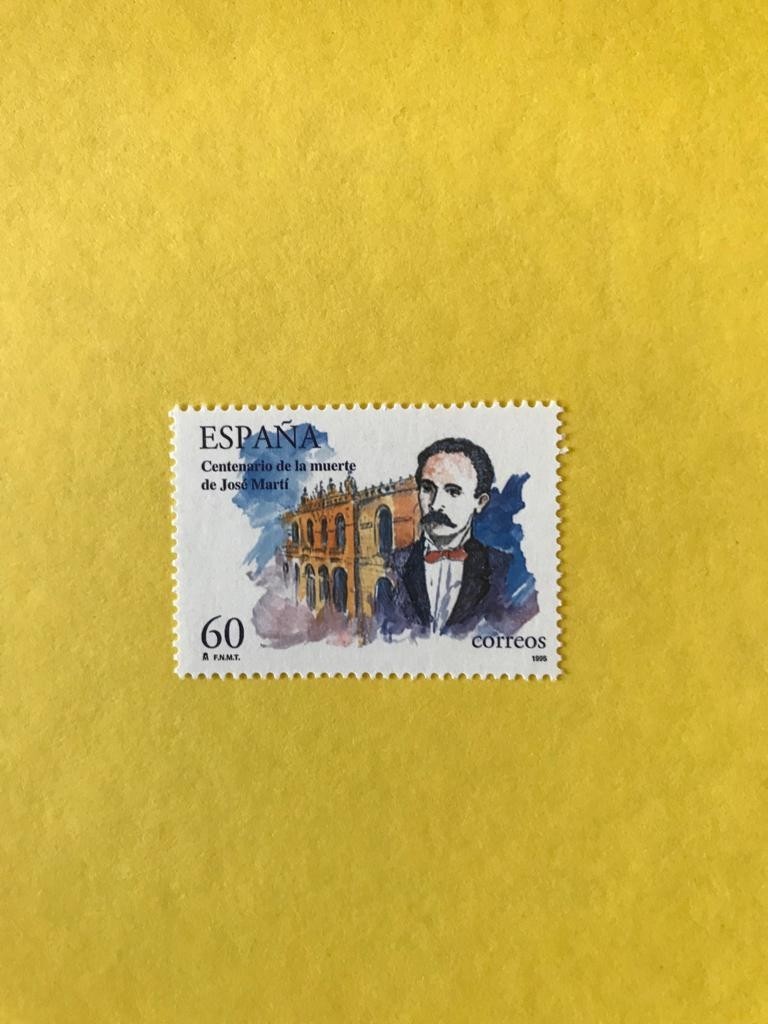 ESPAÑA
Centenario de la muerte
de José Martí
60
F.N.M.T.
correos
1995